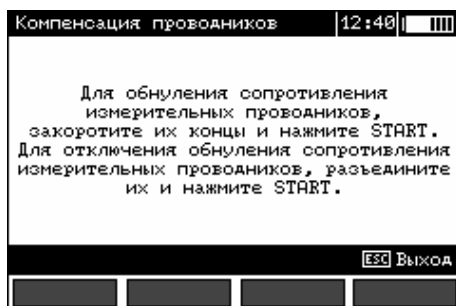 Компенсация проводников 12:40
Для обнуления сопротивления
измерительных проводников,
закоротите их концы и нажмите START.
Для отключения обнуления сопротивления
измерительных проводников, разъедините
их и нажмите START.
ESC Выход